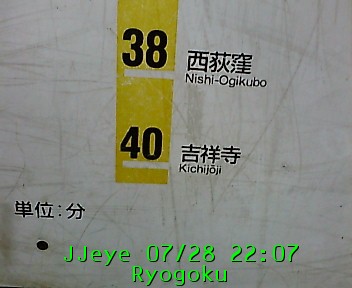 38 西荻窪
Nishi-Ogikubo
40 吉祥寺
Kichijōji
単位:分
JJeye 07/28 22:07
Ryogoku